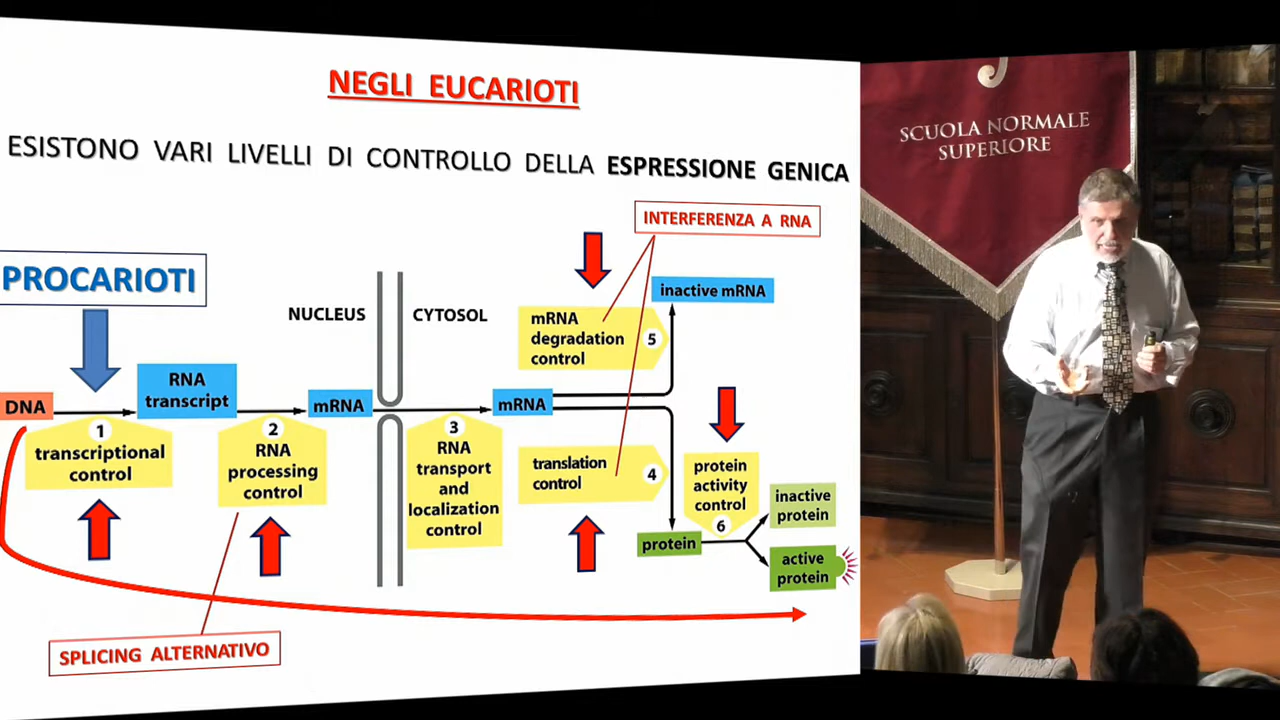 NEGLI EUCARIOTI
ESISTONO VARI LIVELLI DI CONTROLLO DELLA ESPRESSIONE GENICA
INTERFERENZA A RNA
PROCARIOTI
NUCLEUS
CYTOSOL
inactive mRNA
mRNA
degradation
control
5
DNA
RNA
transcript
mRNA
mRNA
1
transcriptional
control
2
RNA
processing
control
3
RNA
transport
and
localization
control
translation
control
4
protein
activity
control
6
inactive
protein
protein
active
protein
SPLICING ALTERNATIVO
SCUOLA NORMALE
SUPERIORE